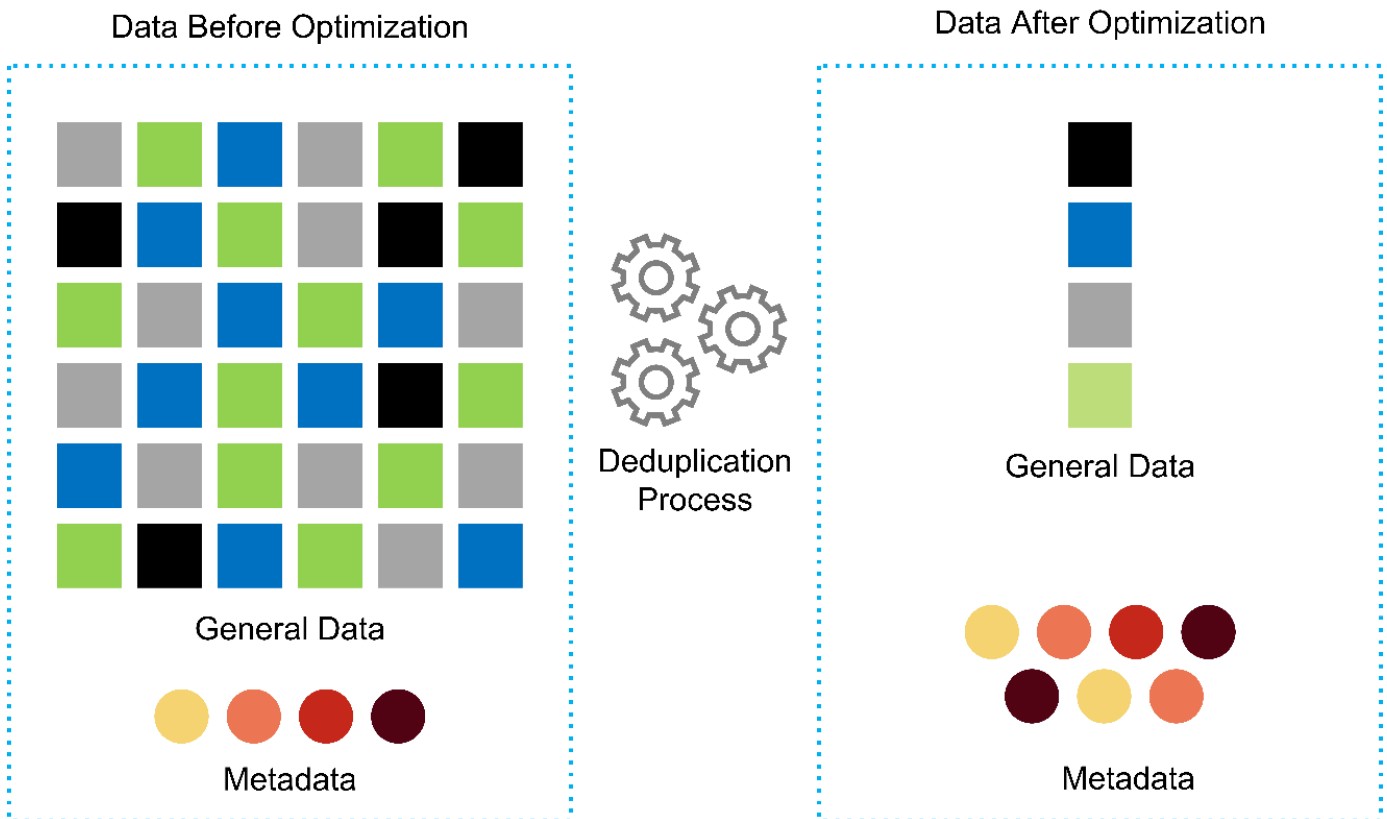 Data Before Optimization
General Data
Metadata
Deduplication
Process
Data After Optimization
General Data
Metadata